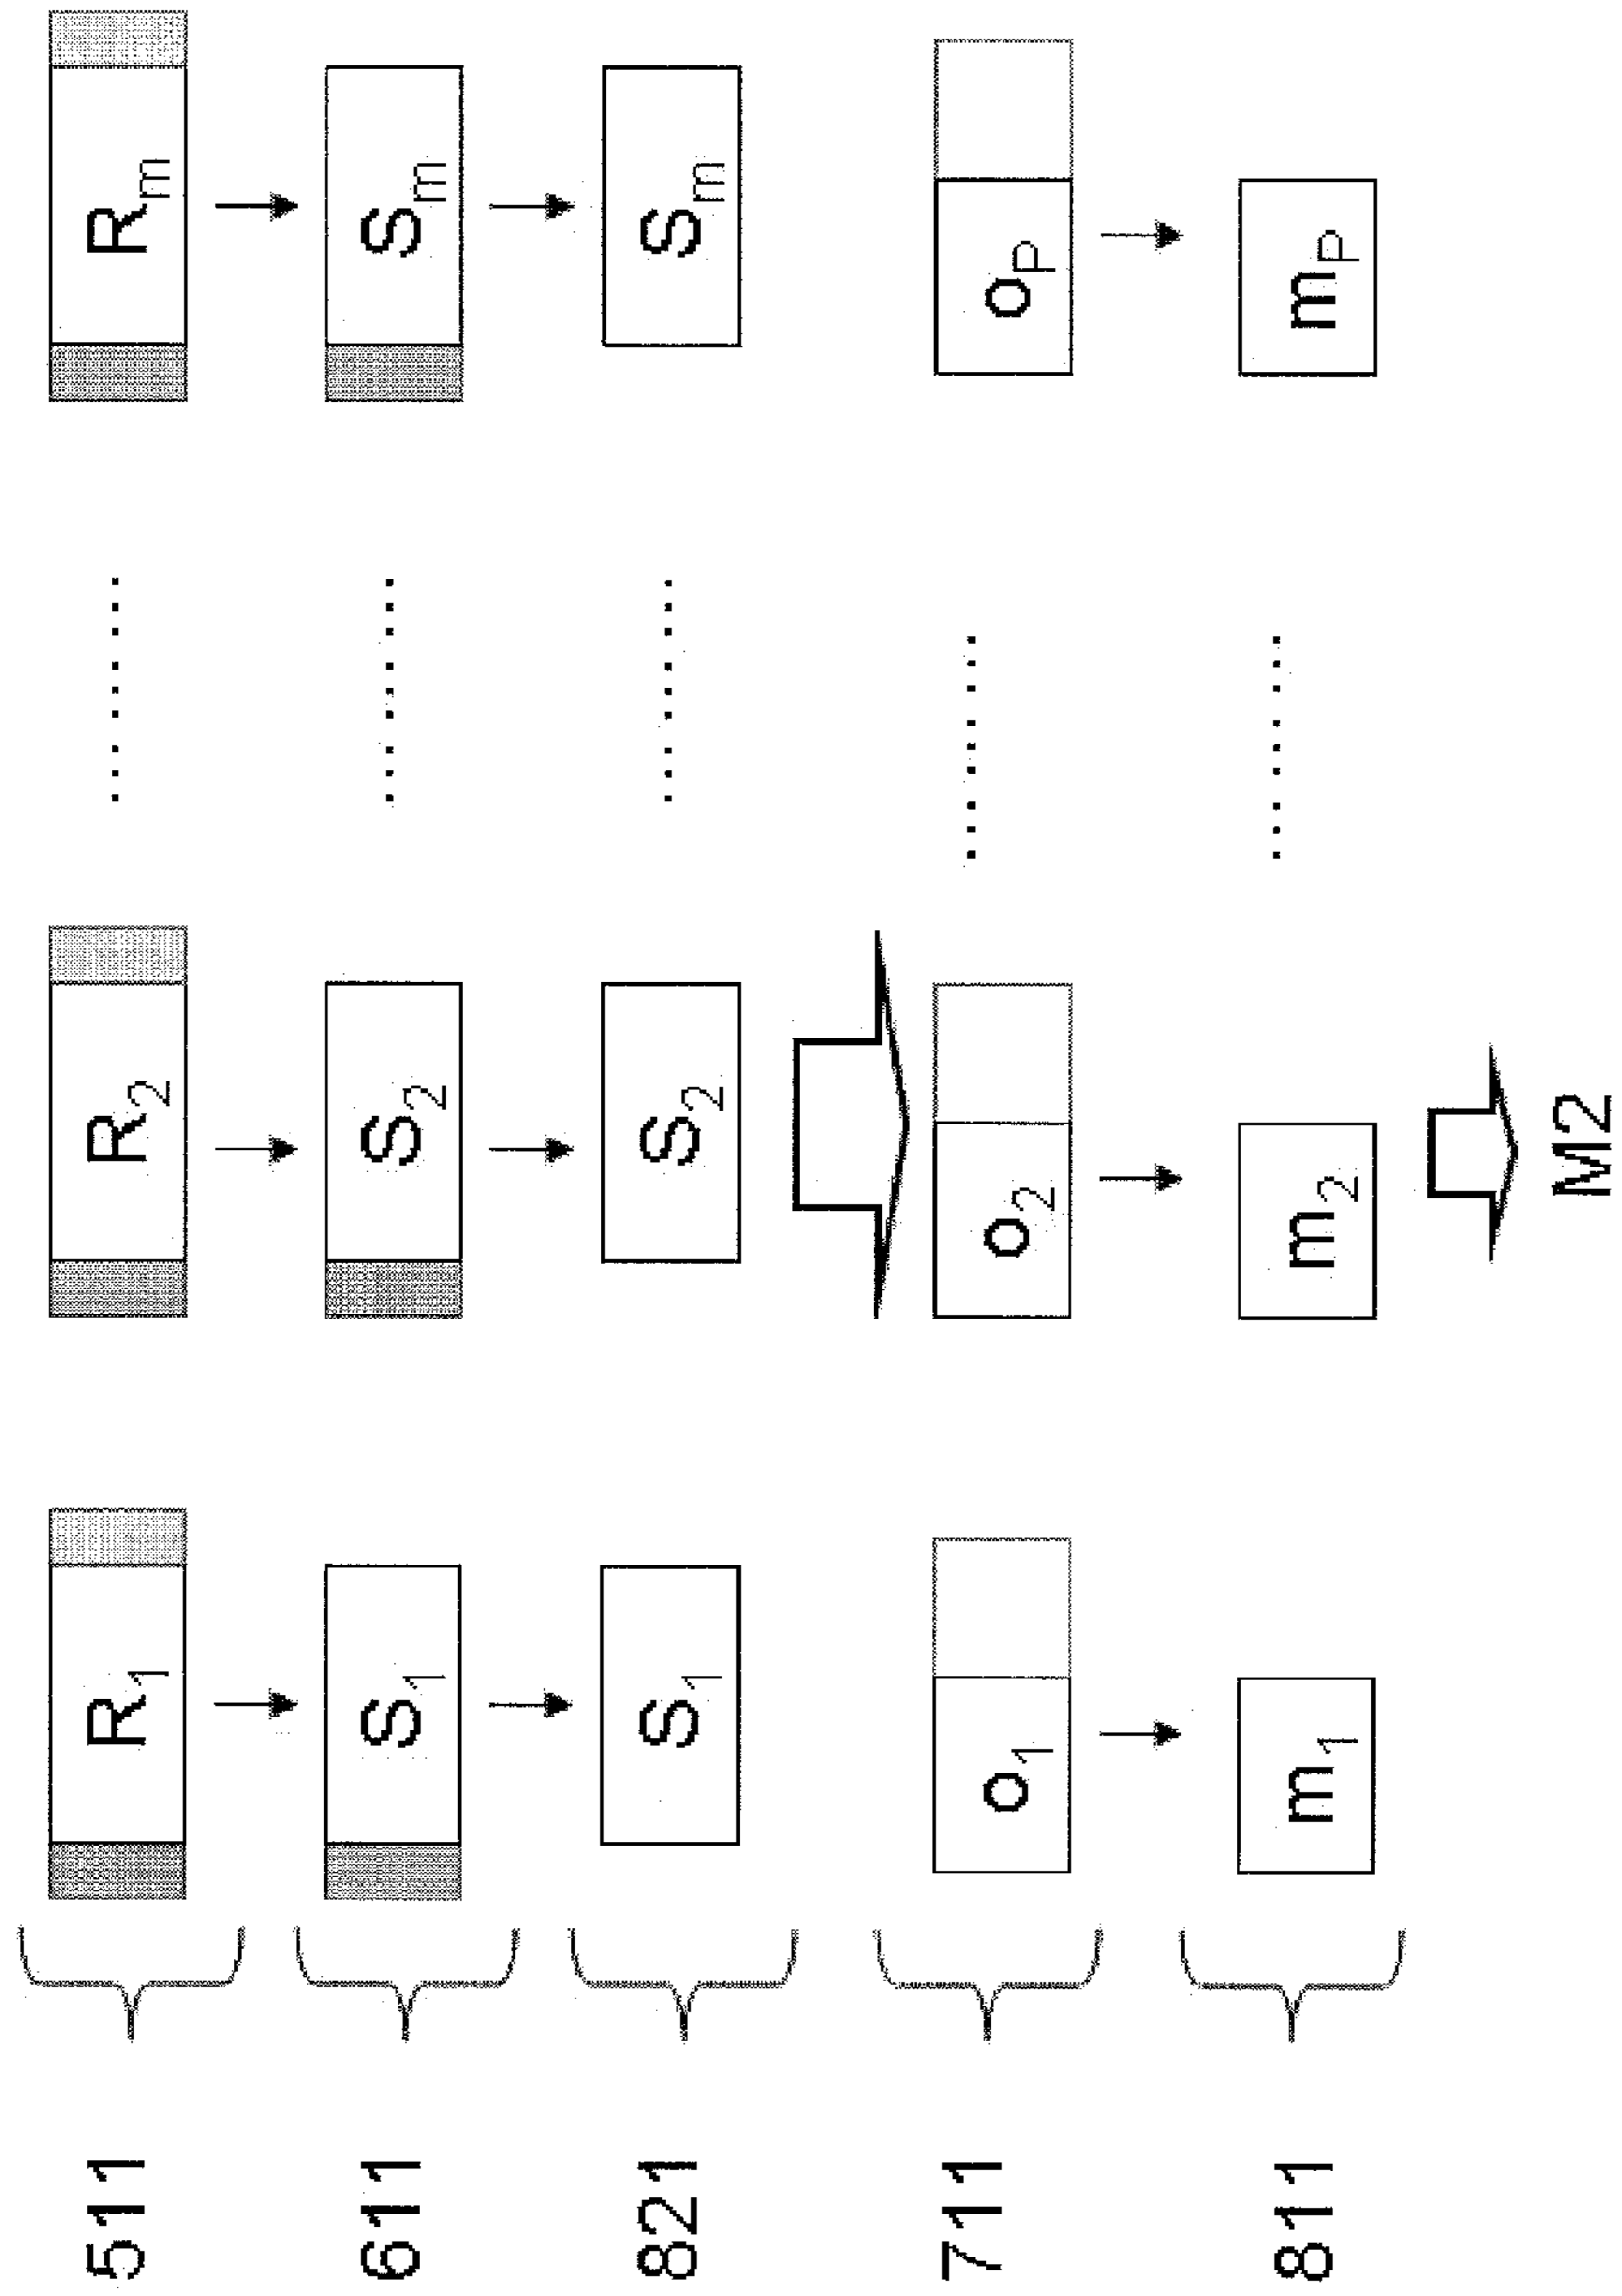 511 R₁ R₂ ......... Rₘ
611 S₁ S₂ ......... Sₘ
821 S₁ S₂ ......... Sₘ
711 o₁ o₂ ......... oP
811 m₁ m₂ ......... mP
M2